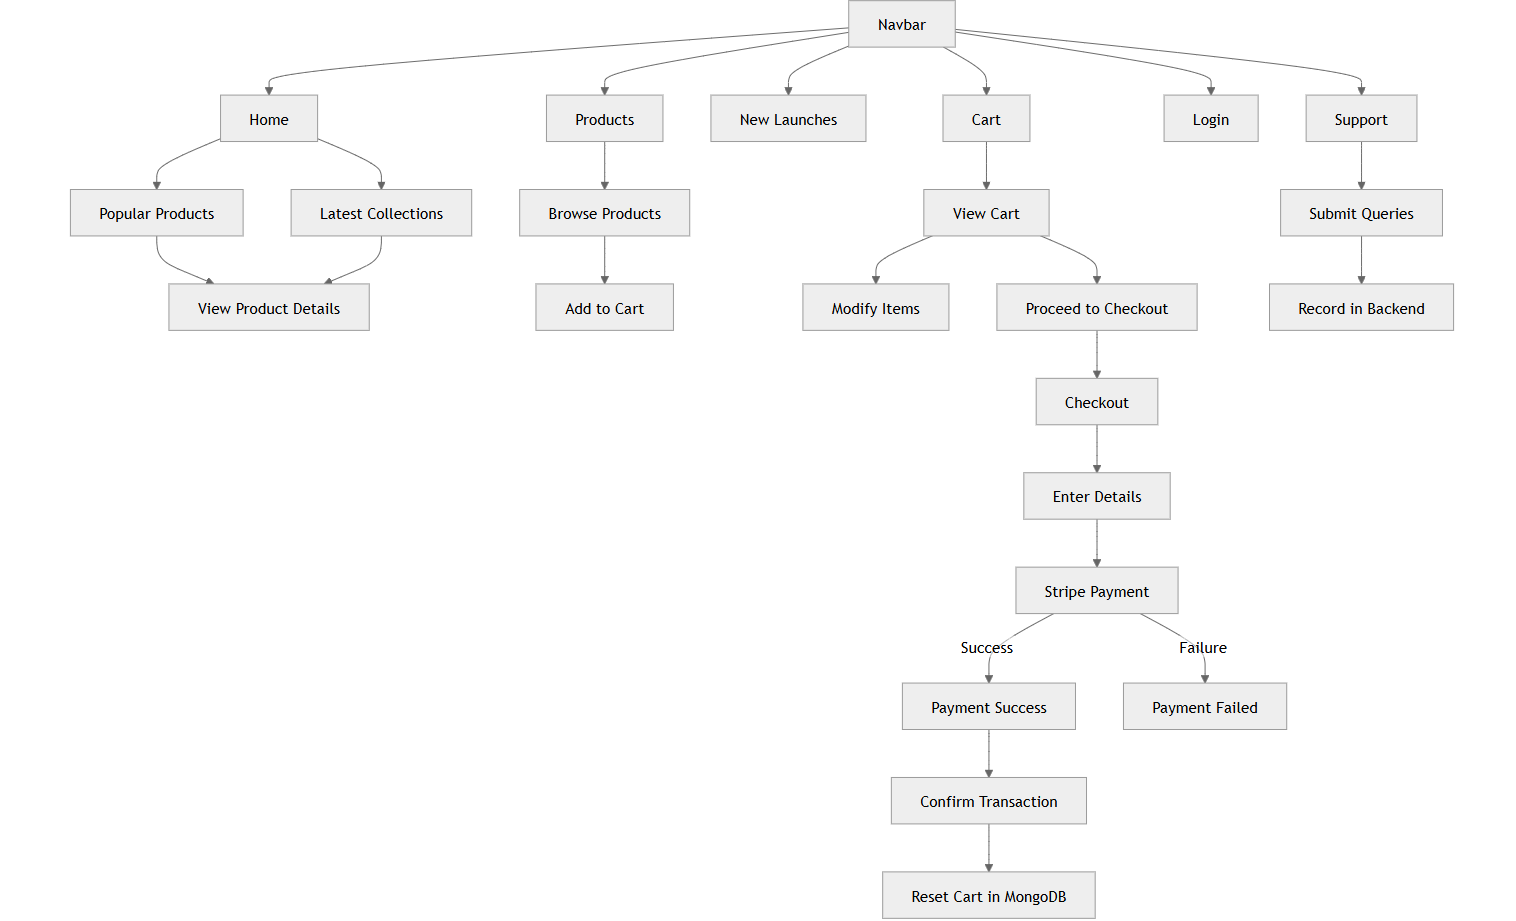 Navbar
Home
Products
New Launches
Cart
Login
Support
Popular Products
Latest Collections
Browse Products
View Cart
Submit Queries
View Product Details
Add to Cart
Modify Items
Proceed to Checkout
Record in Backend
Checkout
Enter Details
Stripe Payment
Success
Failure
Payment Success
Payment Failed
Confirm Transaction
Reset Cart in MongoDB